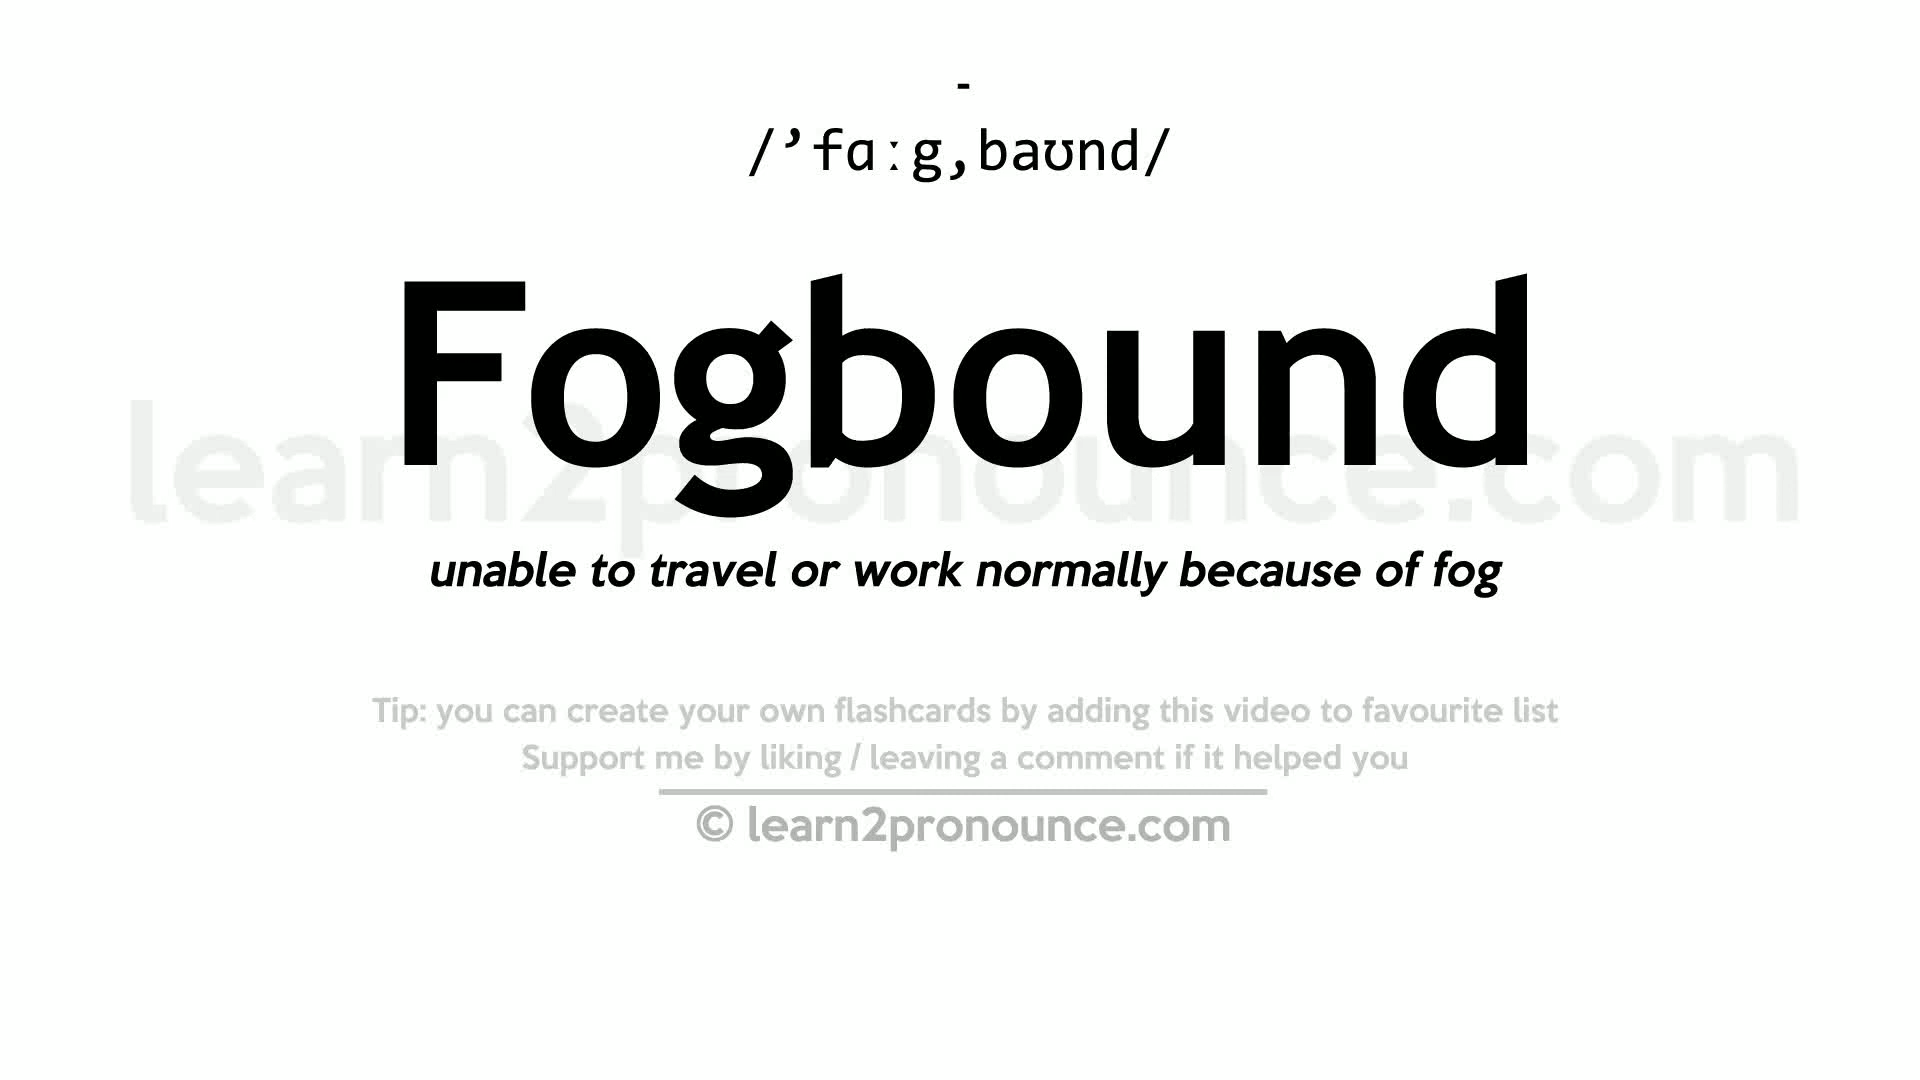 -
/’fɑːg,baʊnd/
Fogbound
learn2pronounce.com
unable to travel or work normally because of fog
Tip: you can create your own flashcards by adding this video to favourite list
Support me by liking / leaving a comment if it helped you
© learn2pronounce.com